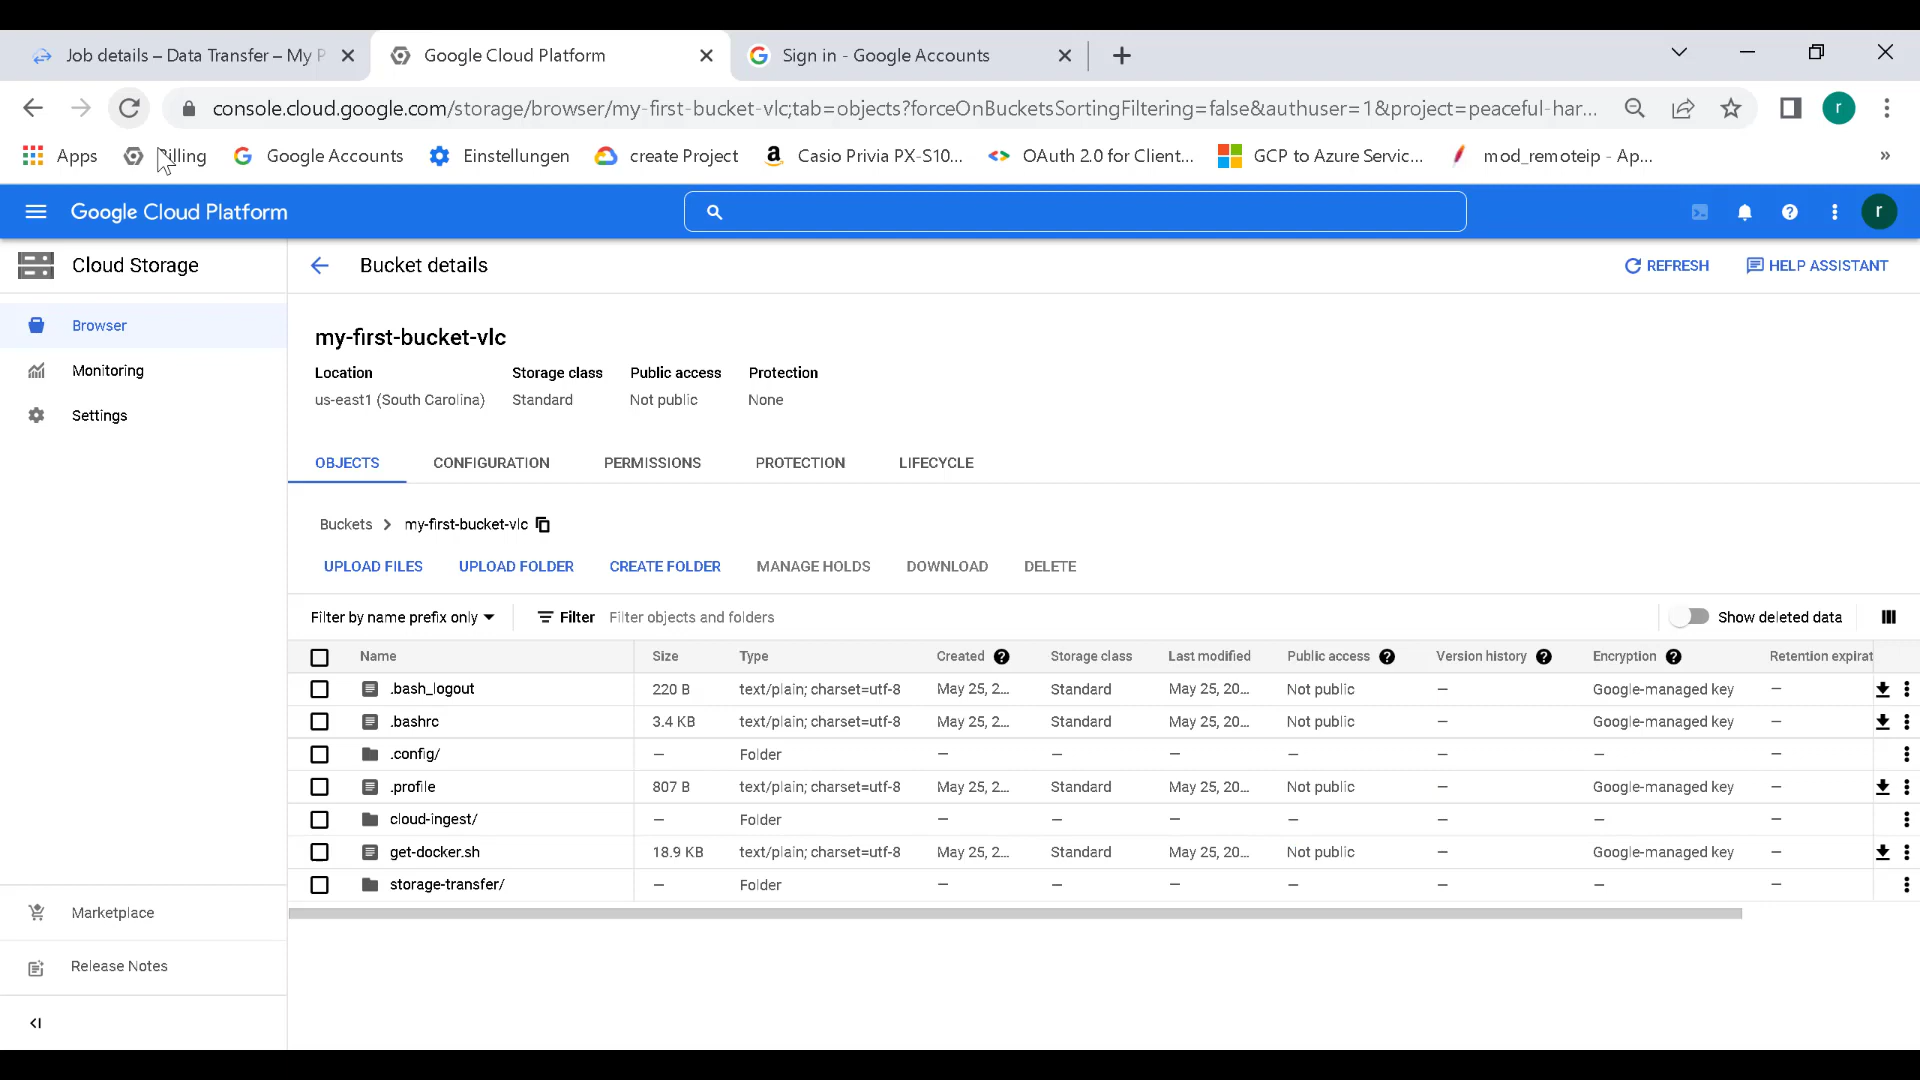 Job details – Data Transfer – My P
Google Cloud Platform
Sign in - Google Accounts
console.cloud.google.com/storage/browser/my-first-bucket-vlc;tab=objects?forceOnBucketsSortingFiltering=false&authuser=1&project=peaceful-har...
r
Apps
Billing
Google Accounts
Einstellungen
create Project
Casio Privia PX-S10...
OAuth 2.0 for Client...
GCP to Azure Servic...
mod_remoteip - Ap...
»
Google Cloud Platform
r
Cloud Storage
Bucket details
REFRESH
HELP ASSISTANT
Browser
Monitoring
Settings
my-first-bucket-vlc
Location Storage class Public access Protection
us-east1 (South Carolina) Standard Not public None
OBJECTS CONFIGURATION PERMISSIONS PROTECTION LIFECYCLE
Buckets > my-first-bucket-vlc
UPLOAD FILES UPLOAD FOLDER CREATE FOLDER MANAGE HOLDS DOWNLOAD DELETE
Filter by name prefix only Filter Filter objects and folders Show deleted data
Name Size Type Created Storage class Last modified Public access Version history Encryption Retention expirat
.bash_logout 220 B text/plain; charset=utf-8 May 25, 2... Standard May 25, 20... Not public — Google-managed key —
.bashrc 3.4 KB text/plain; charset=utf-8 May 25, 2... Standard May 25, 20... Not public — Google-managed key —
.config/ — Folder — — — — — — —
.profile 807 B text/plain; charset=utf-8 May 25, 2... Standard May 25, 20... Not public — Google-managed key —
cloud-ingest/ — Folder — — — — — — —
get-docker.sh 18.9 KB text/plain; charset=utf-8 May 25, 2... Standard May 25, 20... Not public — Google-managed key —
storage-transfer/ — Folder — — — — — — —
Marketplace
Release Notes